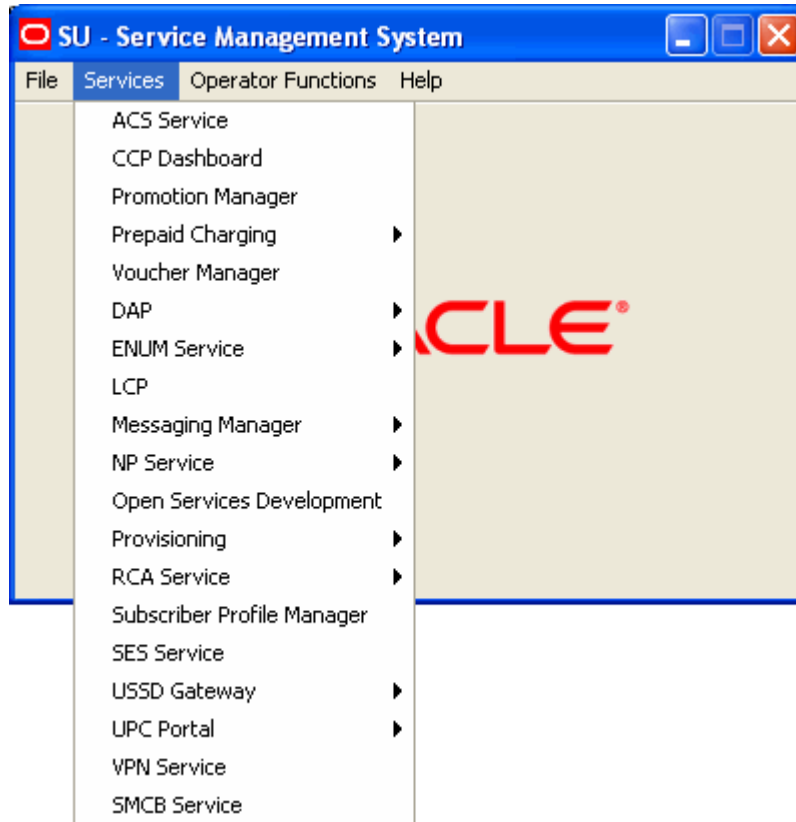 SU - Service Management System
File Services Operator Functions Help
ACS Service
CCP Dashboard
Promotion Manager
Prepaid Charging
Voucher Manager
DAP
ENUM Service
LCP
Messaging Manager
NP Service
Open Services Development
Provisioning
RCA Service
Subscriber Profile Manager
SES Service
USSD Gateway
UPC Portal
VPN Service
SMCB Service
ACLE®